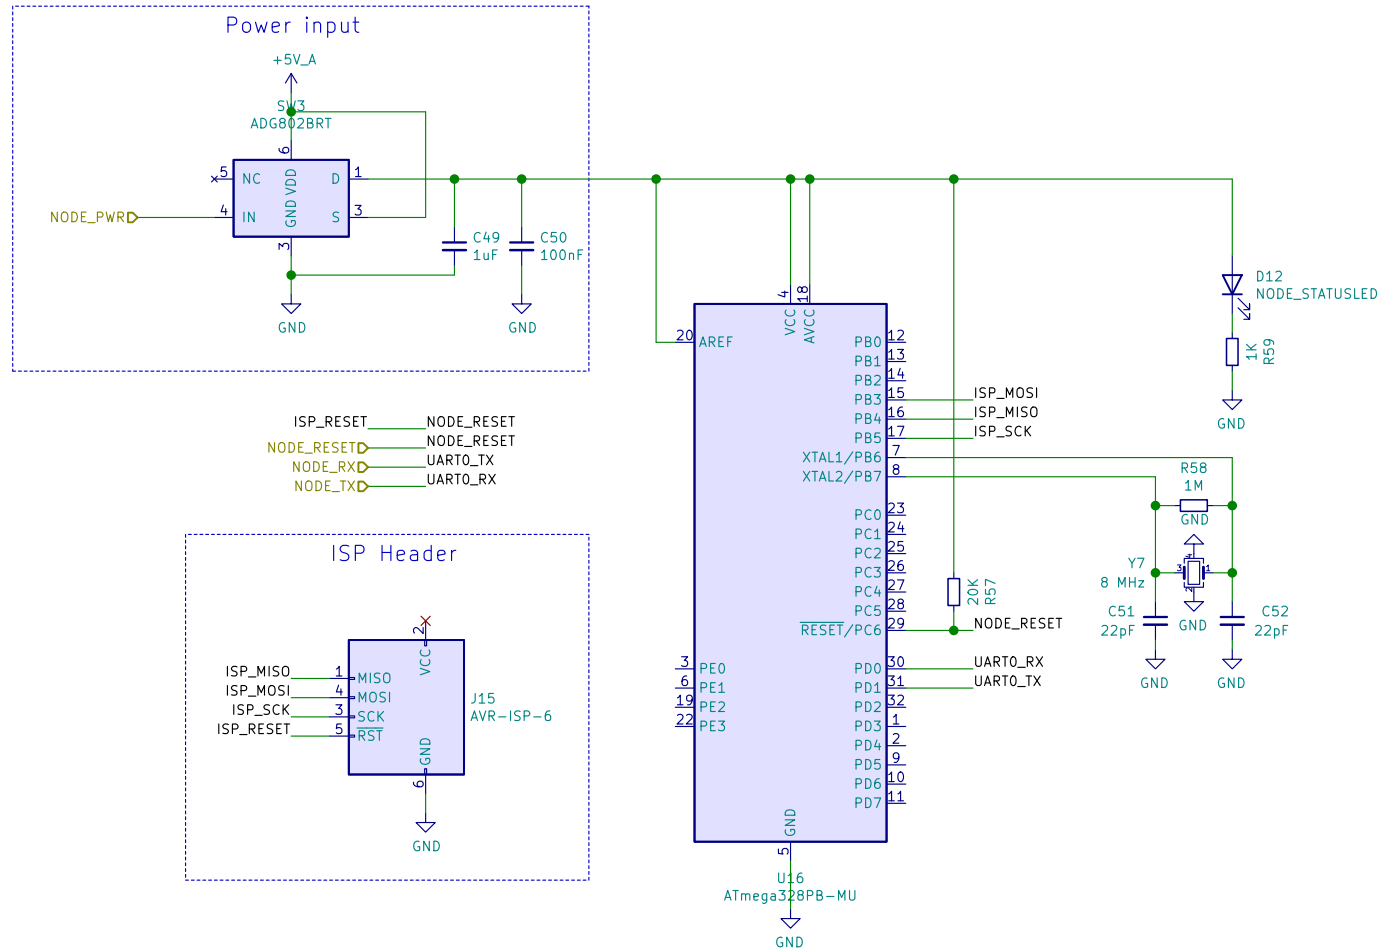 Power input
+5V_A
SW3
ADG802BRT
6
5
NC
VDD
D
1
NODE_PWR
4
IN
GND
S
3
3
GND
C49
1uF
C50
100nF
GND
D12
NODE_STATUSLED
1K
R59
GND
4
18
VCC
AVCC
20
AREF
PB0
12
PB1
13
PB2
14
PB3
15
ISP_MOSI
PB4
16
ISP_MISO
PB5
17
ISP_SCK
XTAL1/PB6
7
XTAL2/PB7
8
PC0
23
PC1
24
PC2
25
PC3
26
PC4
27
PC5
28
RESET/PC6
29
NODE_RESET
20K
R57
3
PE0
6
PE1
19
PE2
22
PE3
PD0
30
UART0_RX
PD1
31
UART0_TX
PD2
32
PD3
1
PD4
2
PD5
9
PD6
10
PD7
11
GND
5
U16
ATmega328PB-MU
GND
R58
1M
GND
Y7
8 MHz
4
3
1
2
GND
C51
22pF
GND
C52
22pF
GND
ISP_RESET
NODE_RESET
NODE_RESET
NODE_RESET
NODE_RX
UART0_TX
NODE_TX
UART0_RX
ISP Header
2
VCC
ISP_MISO
1
MISO
ISP_MOSI
4
MOSI
ISP_SCK
3
SCK
ISP_RESET
5
RST
GND
6
J15
AVR-ISP-6
GND